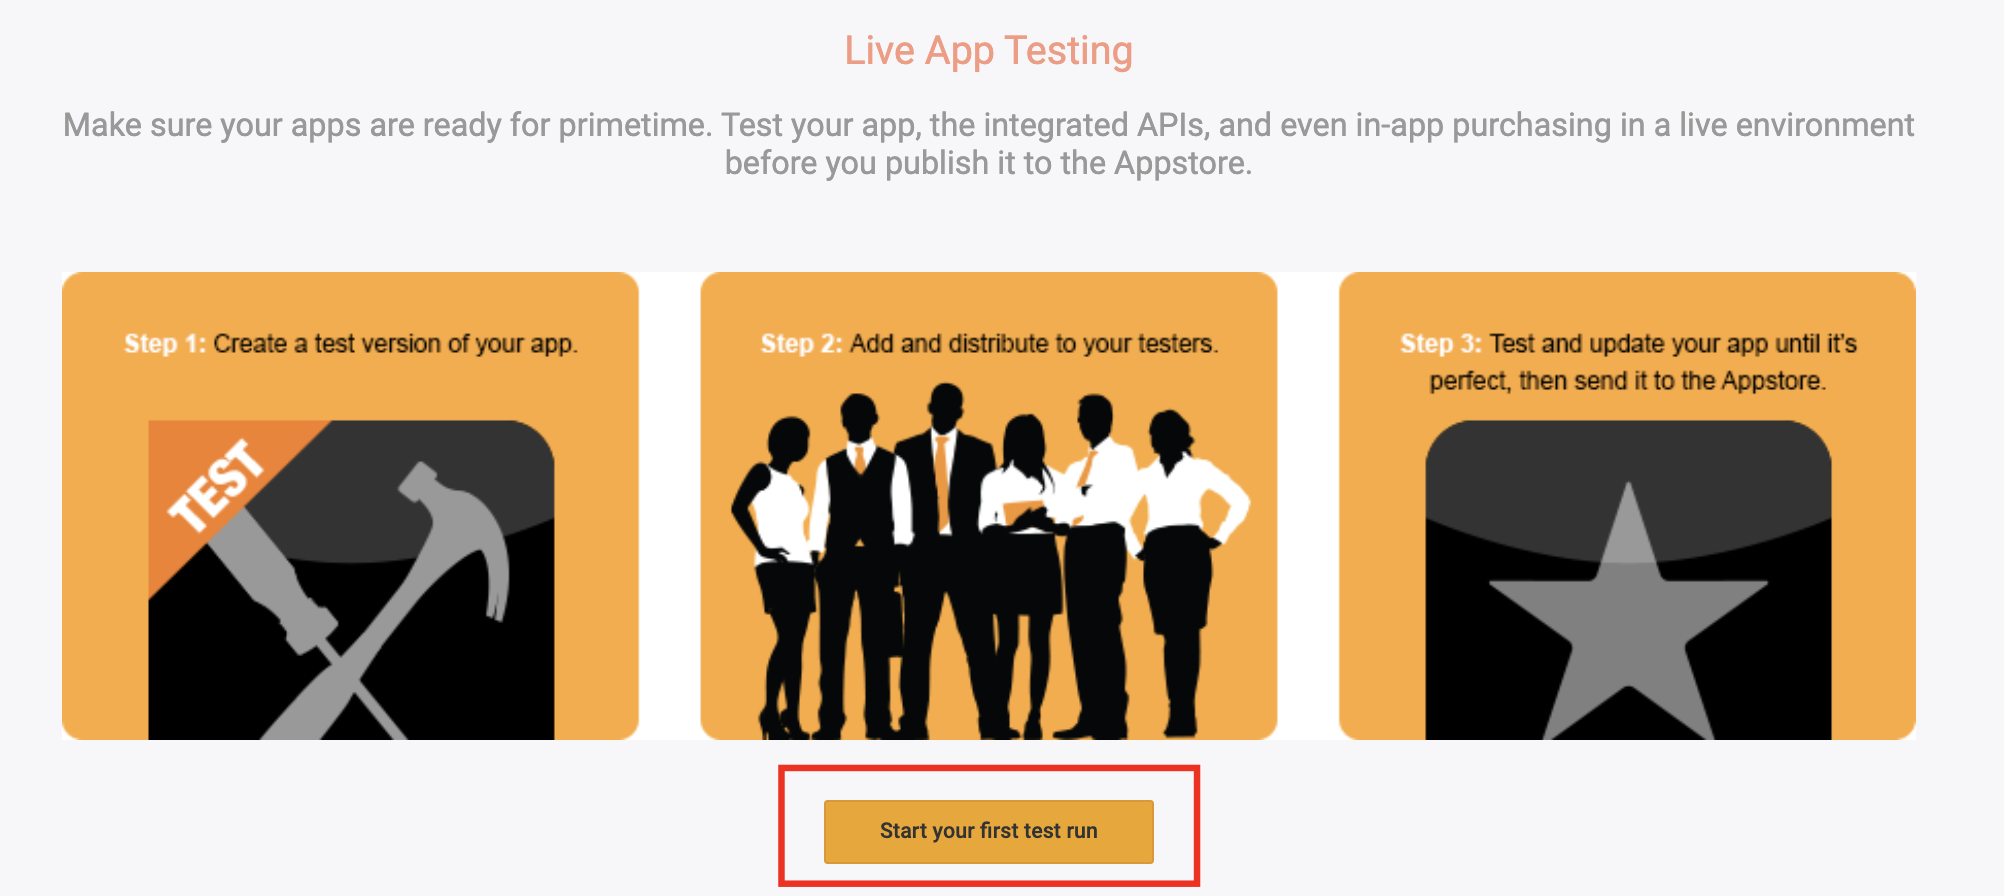 Live App Testing
Make sure your apps are ready for primetime. Test your app, the integrated APIs, and even in-app purchasing in a live environment
before you publish it to the Appstore.
Step 1: Create a test version of your app.
TEST
Step 2: Add and distribute to your testers.
Step 3: Test and update your app until it's
perfect, then send it to the Appstore.
Start your first test run